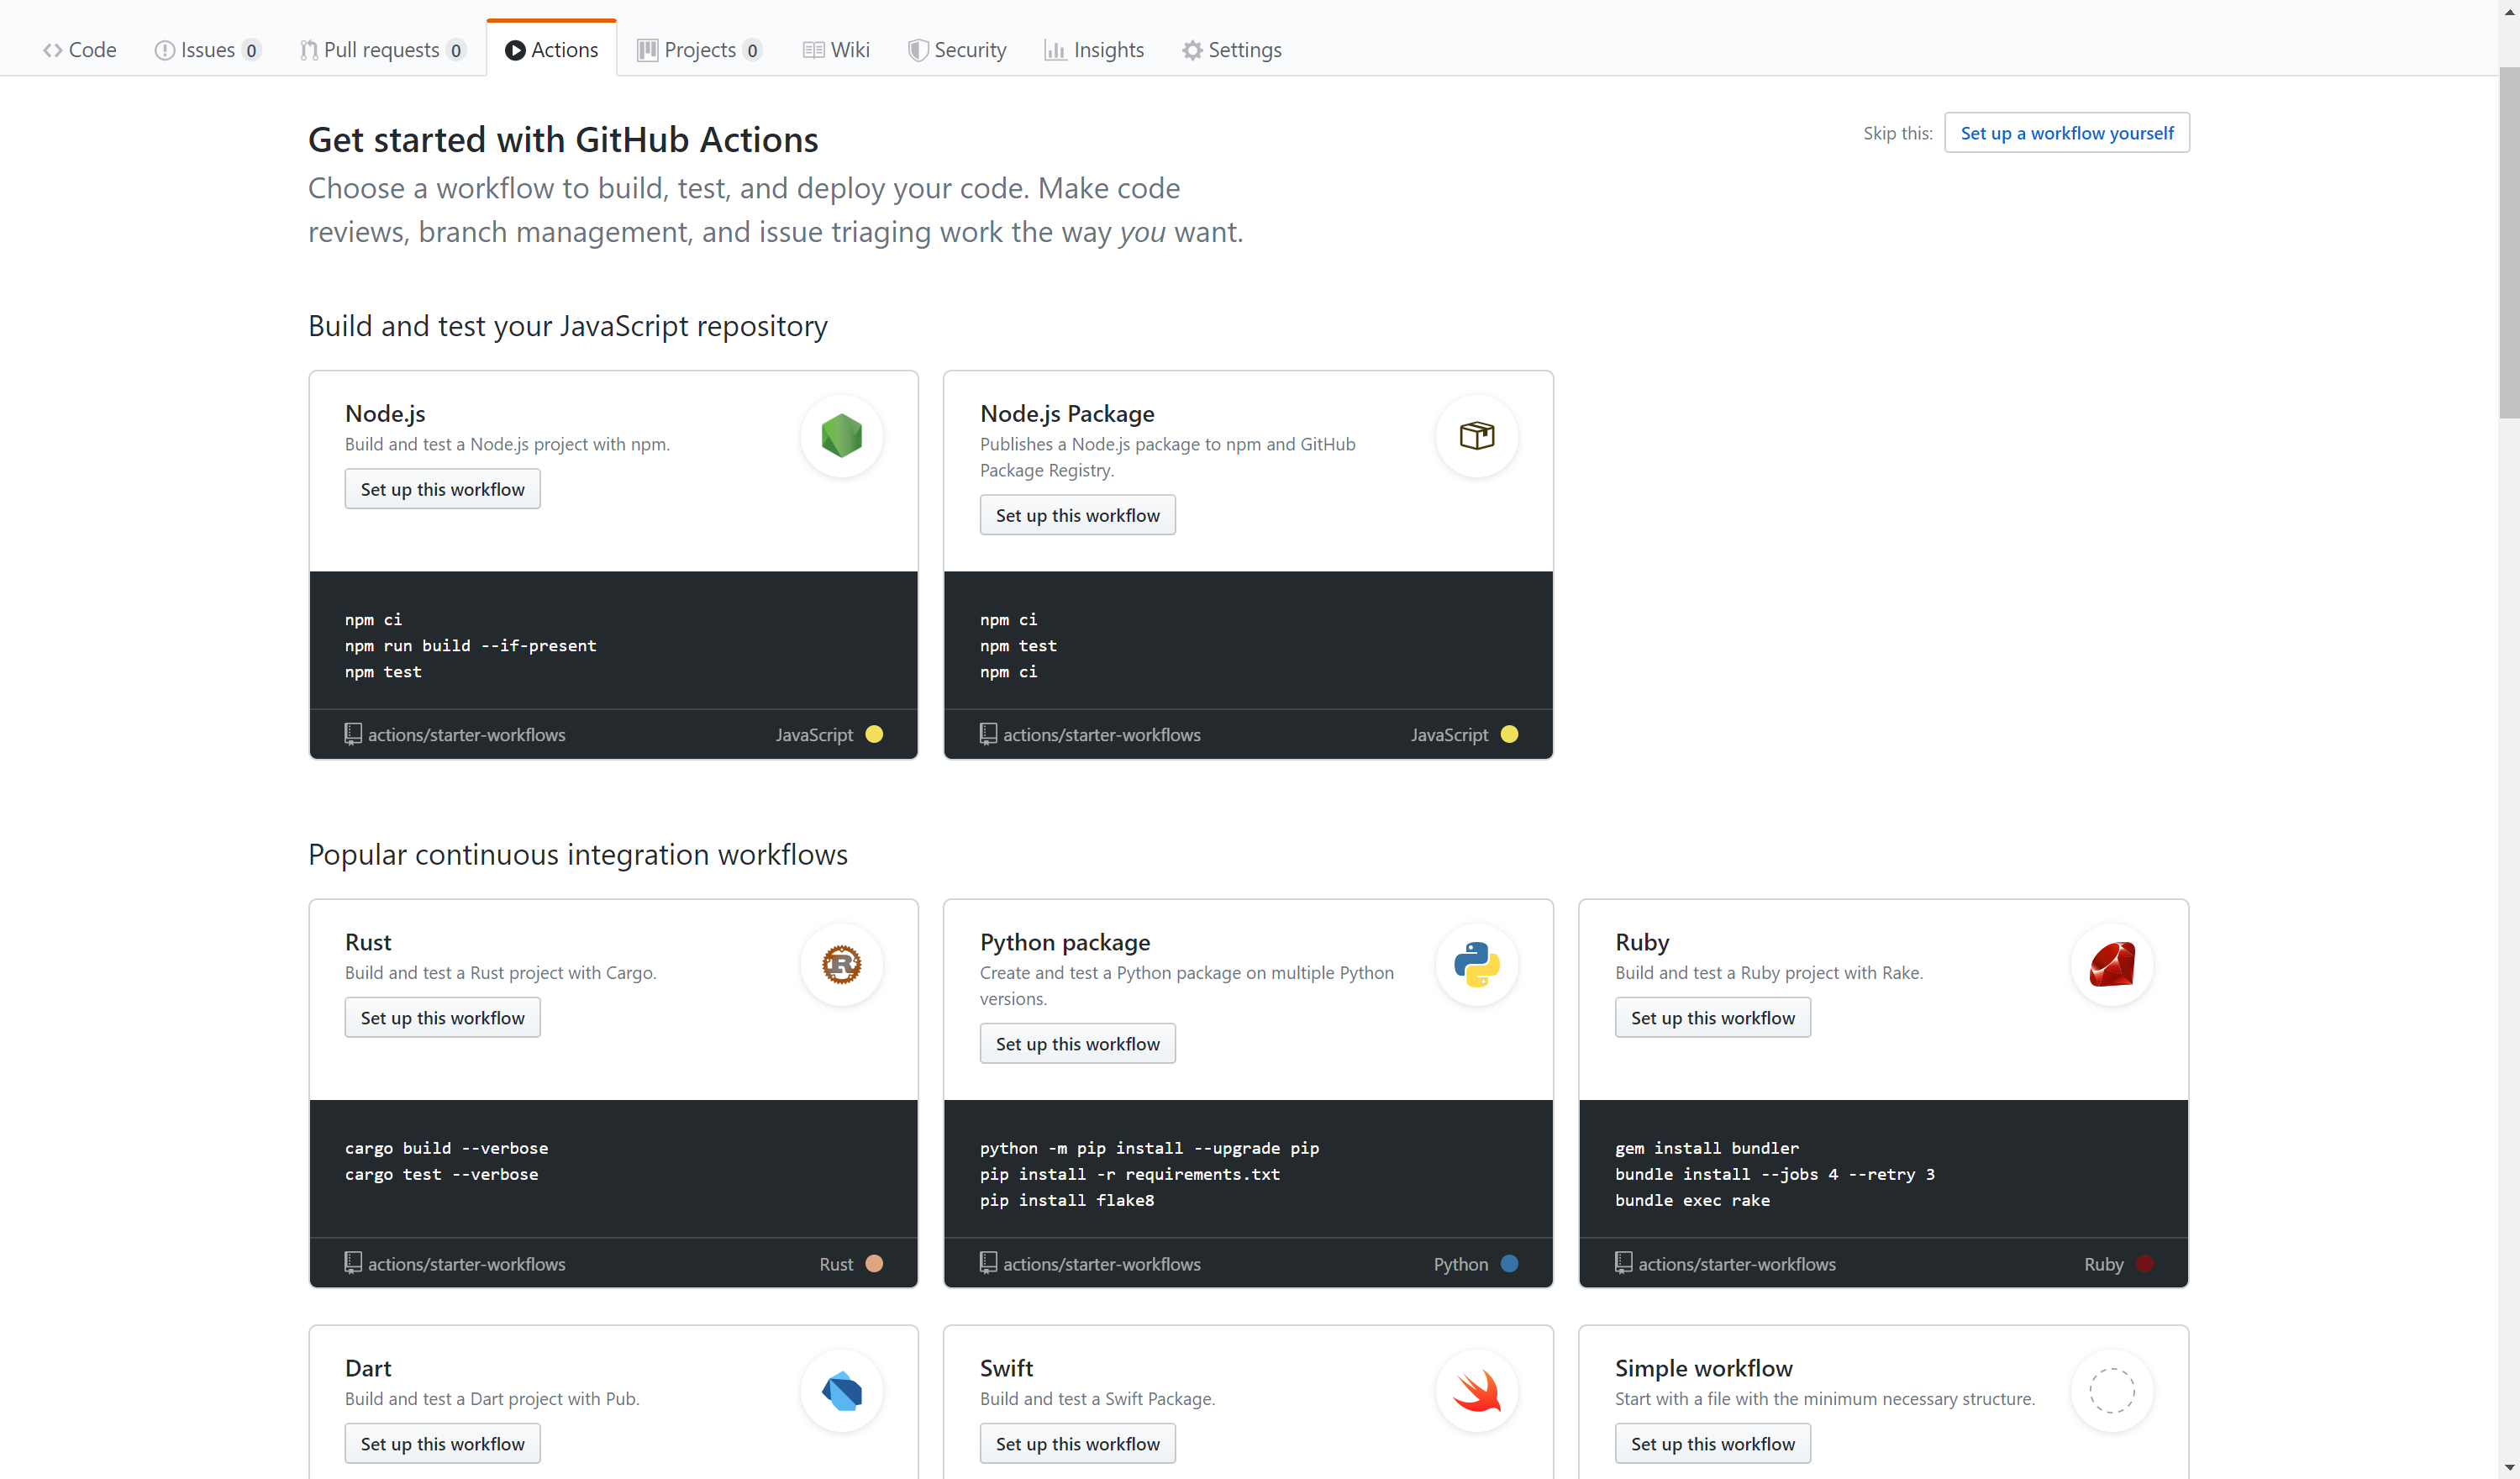 Code
Issues 0
Pull requests 0
Actions
Projects 0
Wiki
Security
Insights
Settings
Get started with GitHub Actions
Skip this:
Set up a workflow yourself
Choose a workflow to build, test, and deploy your code. Make code
reviews, branch management, and issue triaging work the way you want.
Build and test your JavaScript repository
Node.js
Build and test a Node.js project with npm.
Set up this workflow
npm ci
npm run build --if-present
npm test
actions/starter-workflows
JavaScript
Node.js Package
Publishes a Node.js package to npm and GitHub
Package Registry.
Set up this workflow
npm ci
npm test
npm ci
actions/starter-workflows
JavaScript
Popular continuous integration workflows
Rust
Build and test a Rust project with Cargo.
Set up this workflow
cargo build --verbose
cargo test --verbose
actions/starter-workflows
Rust
Python package
Create and test a Python package on multiple Python
versions.
Set up this workflow
python -m pip install --upgrade pip
pip install -r requirements.txt
pip install flake8
actions/starter-workflows
Python
Ruby
Build and test a Ruby project with Rake.
Set up this workflow
gem install bundler
bundle install --jobs 4 --retry 3
bundle exec rake
actions/starter-workflows
Ruby
Dart
Build and test a Dart project with Pub.
Set up this workflow
Swift
Build and test a Swift Package.
Set up this workflow
Simple workflow
Start with a file with the minimum necessary structure.
Set up this workflow